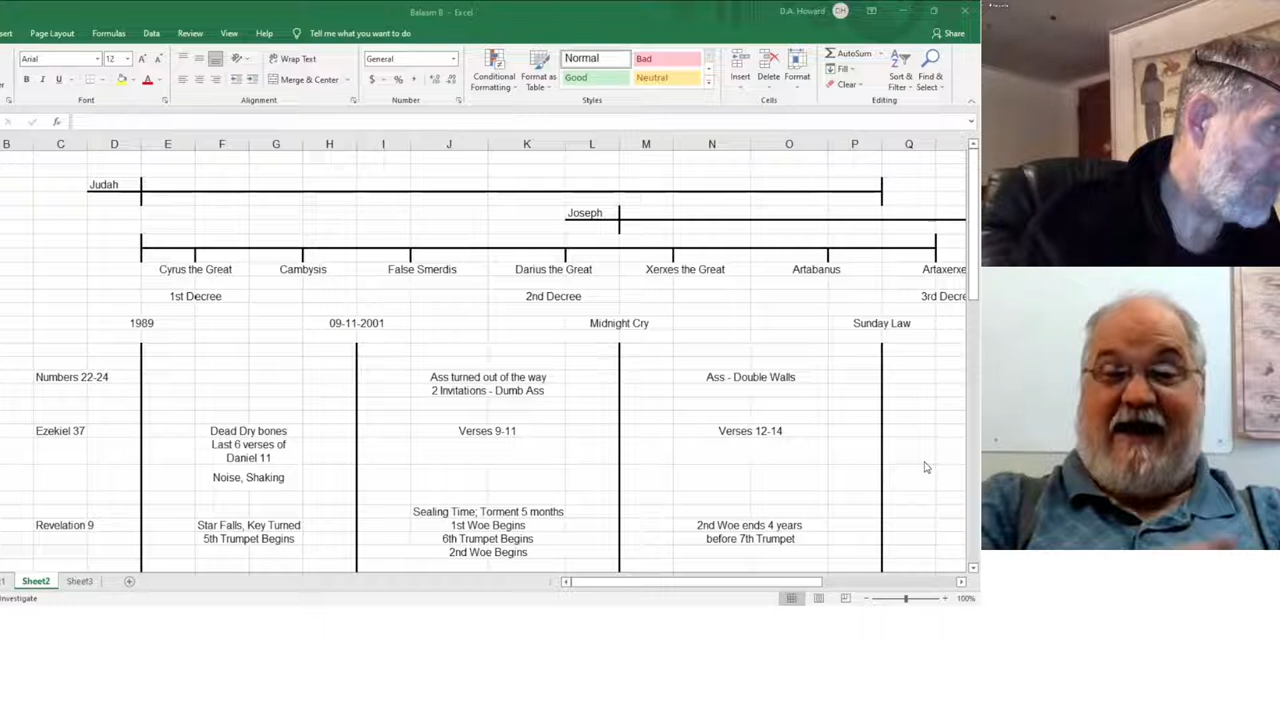 Balaam B - Excel
D.A. Howard
DH
Page Layout
Formulas
Data
Review
View
Help
Tell me what you want to do
Share
Arial
12
A
A
Wrap Text
General
Normal
Bad
AutoSum
B I U
Merge & Center
$ % ,
Conditional Formatting
Format as Table
Good
Neutral
Insert
Delete
Format
Fill
Clear
Sort & Filter
Find & Select
Font
Alignment
Number
Styles
Cells
Editing
fx
B C D E F G H I J K L M N O P Q
Judah
Joseph
Cyrus the Great
Cambysis
False Smerdis
Darius the Great
Xerxes the Great
Artabanus
Artaxerxe
1st Decree
2nd Decree
3rd Decre
1989
09-11-2001
Midnight Cry
Sunday Law
Numbers 22-24
Ass turned out of the way
2 Invitations - Dumb Ass
Ass - Double Walls
Ezekiel 37
Dead Dry bones
Last 6 verses of
Daniel 11
Noise, Shaking
Verses 9-11
Verses 12-14
Revelation 9
Star Falls, Key Turned
5th Trumpet Begins
Sealing Time; Torment 5 months
1st Woe Begins
6th Trumpet Begins
2nd Woe Begins
2nd Woe ends 4 years
before 7th Trumpet
Sheet2
Sheet3
100%